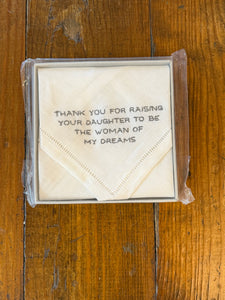 THANK YOU FOR RAISING
YOUR DAUGHTER TO BE
THE WOMAN OF
MY DREAMS